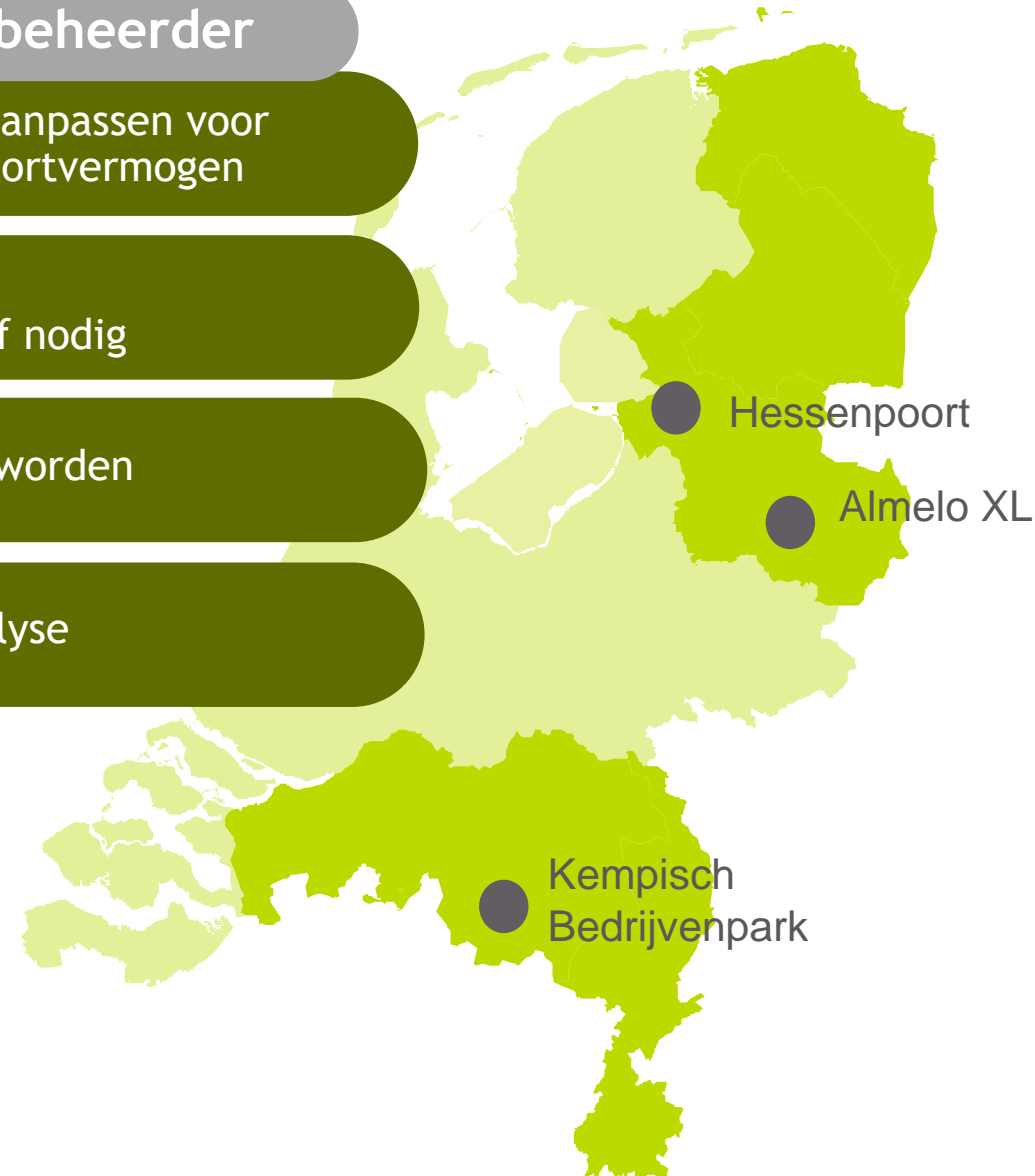 beheerder
anpassen voor
ortvermogen
f nodig
worden
lyse
Hessenpoort
Almelo XL
Kempisch
Bedrijvenpark